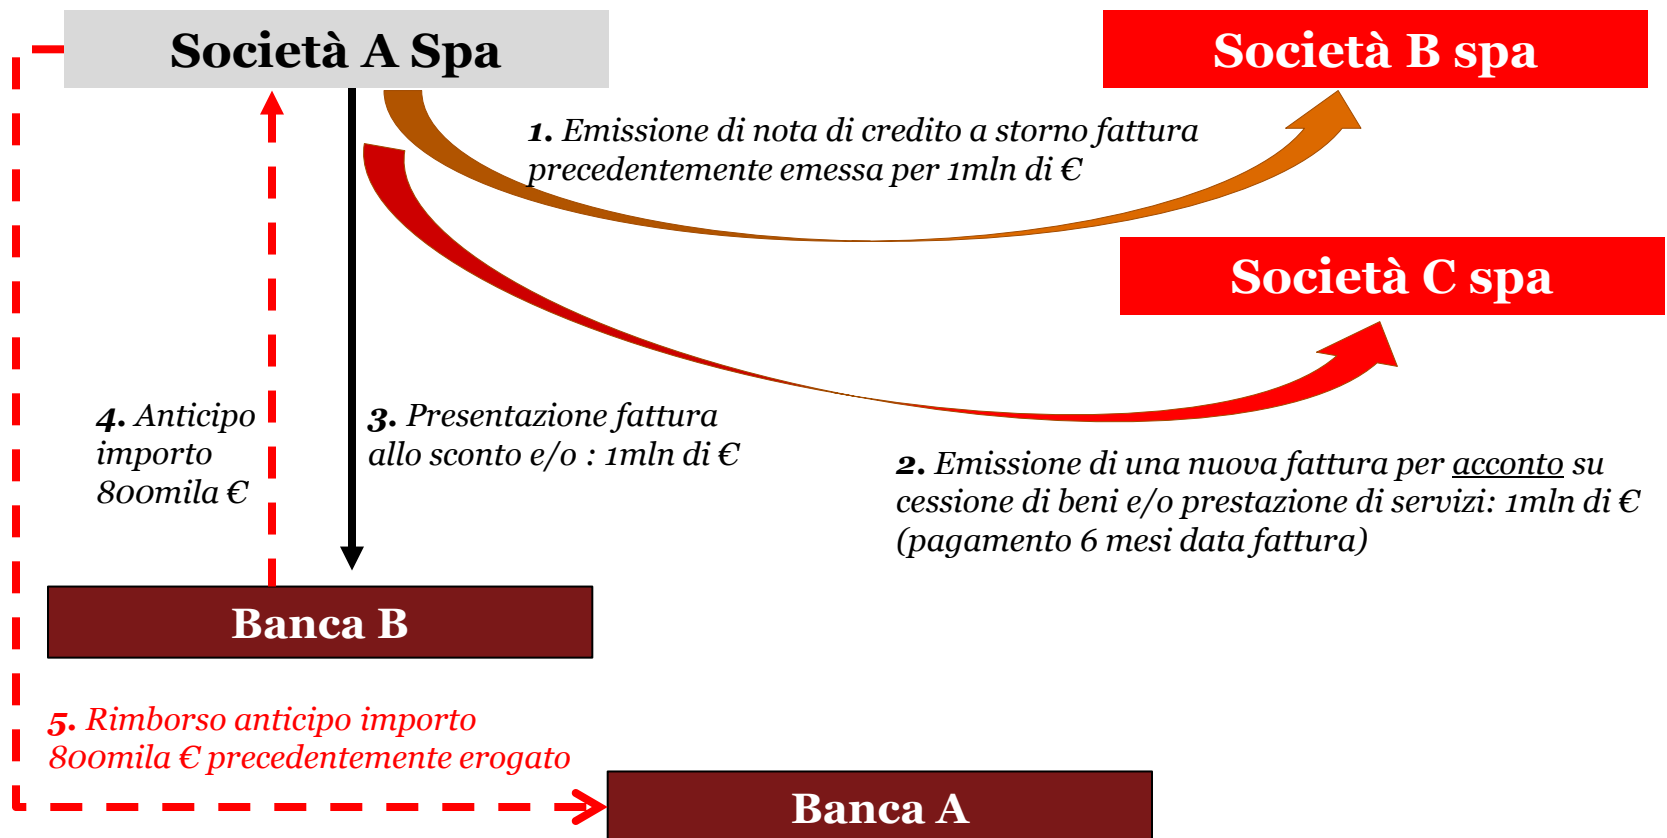 Società A Spa
Società B spa
1. Emissione di nota di credito a storno fattura
precedentemente emessa per 1mln di €
Società C spa
4. Anticipo
importo
800mila €
3. Presentazione fattura
allo sconto e/o : 1mln di €
2. Emissione di una nuova fattura per acconto su
cessione di beni e/o prestazione di servizi: 1mln di €
(pagamento 6 mesi data fattura)
Banca B
5. Rimborso anticipo importo
800mila € precedentemente erogato
Banca A